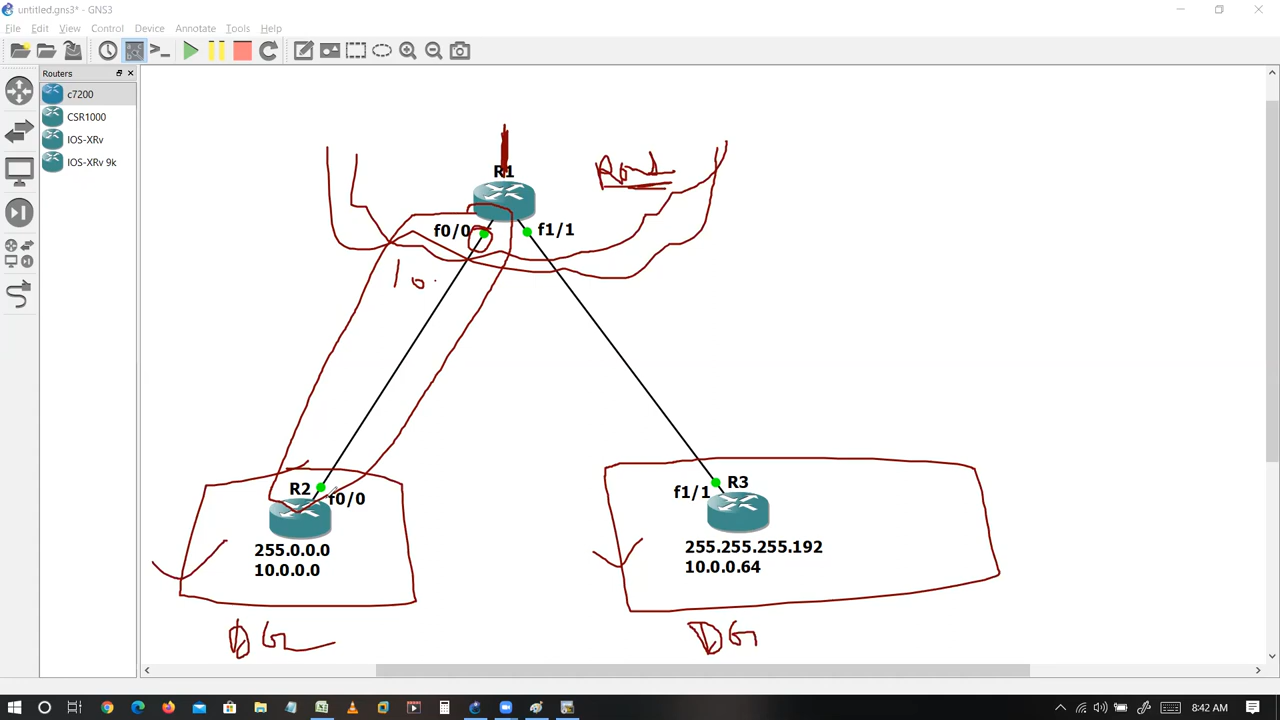 untitled.gns3* - GNS3
File Edit View Control Device Annotate Tools Help
Routers
c7200
CSR1000
IOS-XRv
IOS-XRv 9k
R1
f0/0
f1/1
10.
R2
f0/0
255.0.0.0
10.0.0.0
R3
f1/1
255.255.255.192
10.0.0.64
DG
DG
8:42 AM